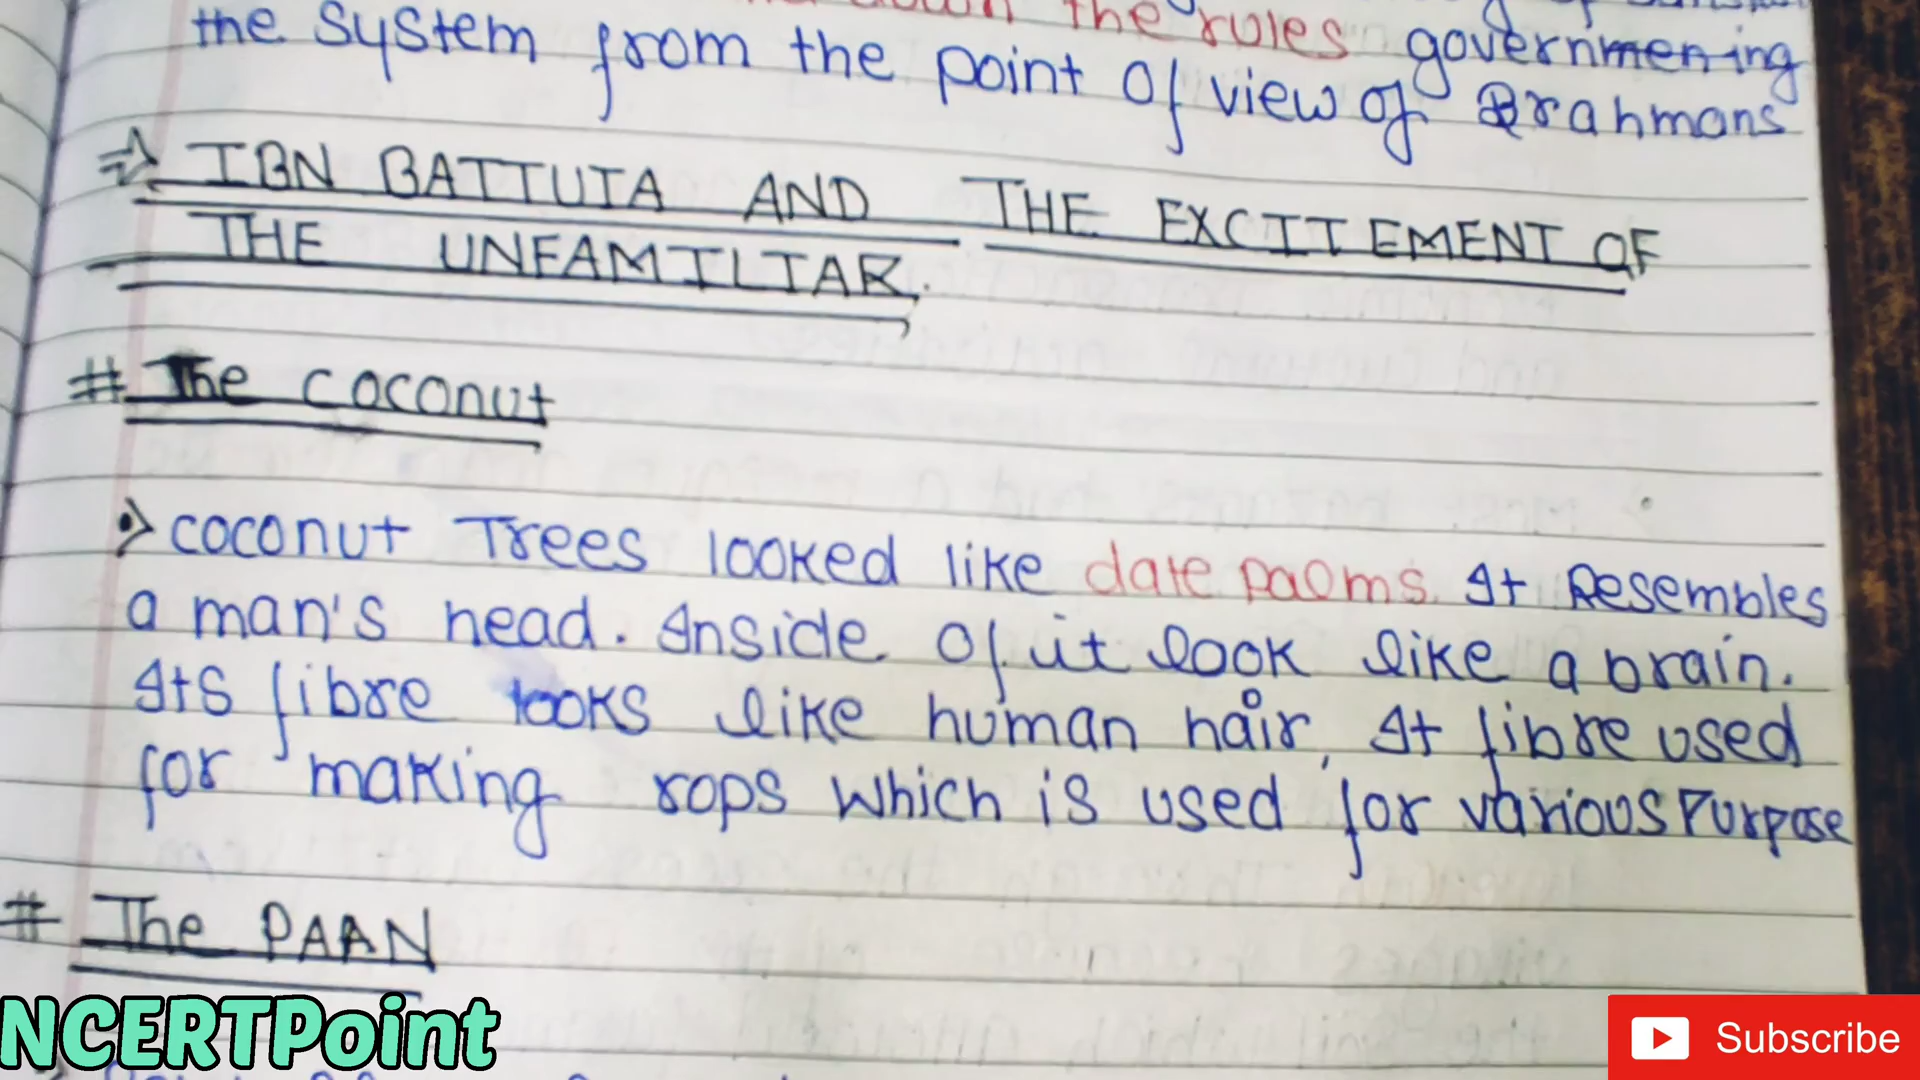 the rules governmening
the system from the point of view of Brahmans
⇒ IBN BATTUTA AND THE EXCITEMENT OF
THE UNFAMILIAR.
# The coconut
coconut Trees looked like date palms. It Resembles
a man's head. Inside of it look like a brain.
Its fibre looks like human hair, It fibre used
for making rops which is used for various Purpose
# The PAAN
NCERTPoint
Subscribe